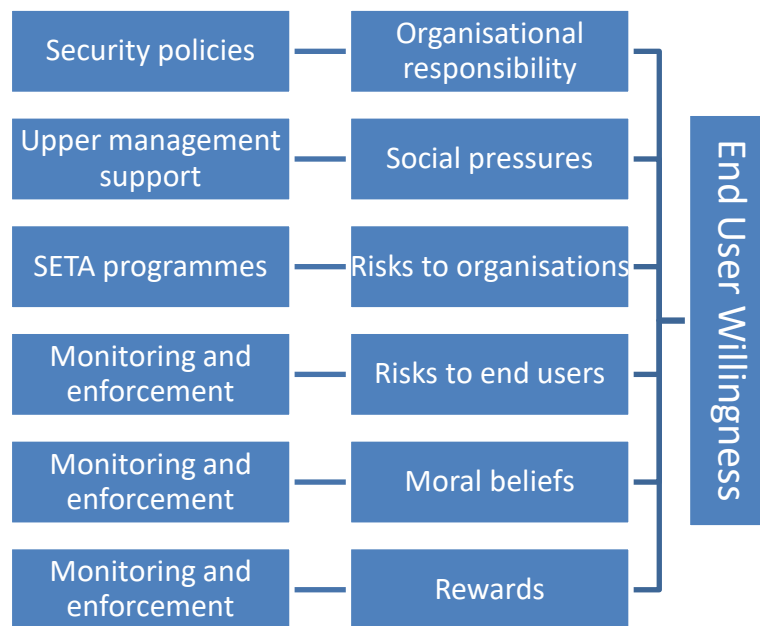 Security policies
Organisational
responsibility
Upper management
support
Social pressures
SETA programmes
Risks to organisations
Monitoring and
enforcement
Risks to end users
Monitoring and
enforcement
Moral beliefs
Monitoring and
enforcement
Rewards
End User Willingness